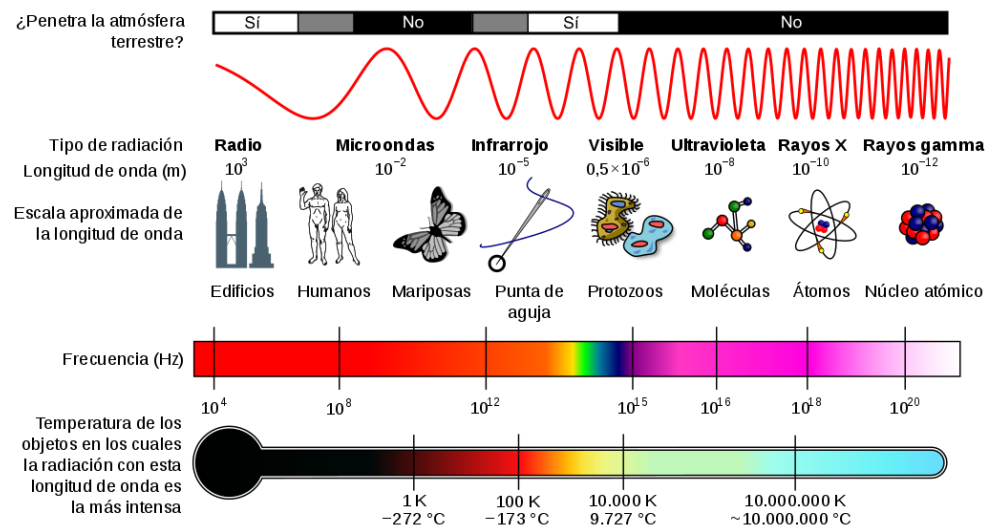 ¿Penetra la atmósfera
terrestre?
Sí No Sí No
Tipo de radiación Radio Microondas Infrarrojo Visible Ultravioleta Rayos X Rayos gamma
Longitud de onda (m) 10³ 10⁻² 10⁻⁵ 0,5×10⁻⁶ 10⁻⁸ 10⁻¹⁰ 10⁻¹²
Escala aproximada de
la longitud de onda
Edificios Humanos Mariposas Punta de Protozoos Moléculas Átomos Núcleo atómico
aguja
Frecuencia (Hz)
10⁴ 10⁸ 10¹² 10¹⁵ 10¹⁶ 10¹⁸ 10²⁰
Temperatura de los
objetos en los cuales
la radiación con esta
longitud de onda es
la más intensa
1 K 100 K 10.000 K 10.000.000 K
−272 °C −173 °C 9.727 °C ~10.000.000 °C